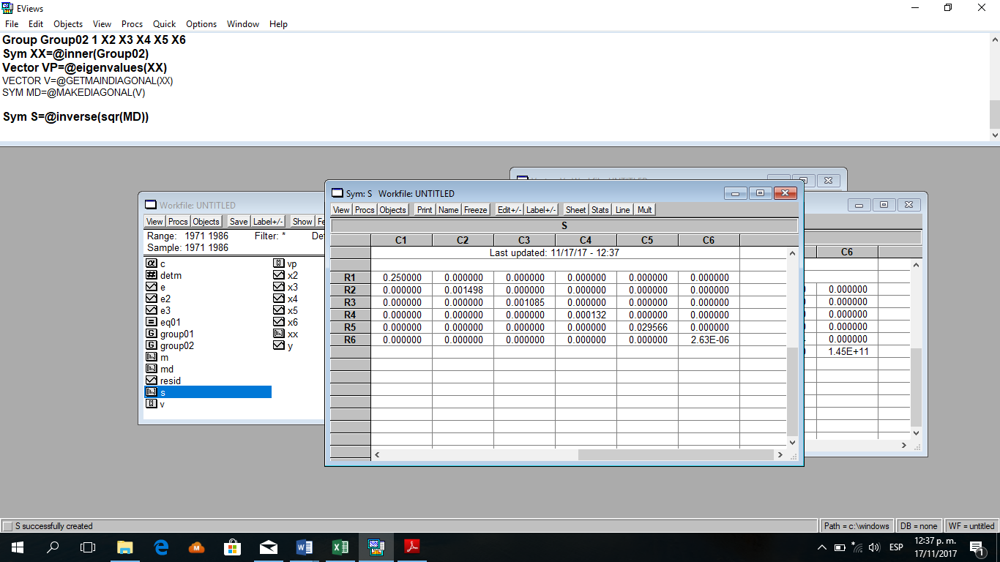 EViews
File Edit Objects View Procs Quick Options Window Help
Group Group02 1 X2 X3 X4 X5 X6
Sym XX=@inner(Group02)
Vector VP=@eigenvalues(XX)
VECTOR V=@GETMAINDIAGONAL(XX)
SYM MD=@MAKEDIAGONAL(V)
Sym S=@inverse(sqr(MD))
Workfile: UNTITLED
View Procs Objects Save Label+/- Show Fe
Range: 1971 1986 Filter: * De
Sample: 1971 1986
c
detm
e
e2
e3
eq01
group01
group02
m
md
resid
s
v
vp
x2
x3
x4
x5
x6
xx
y
Sym: S Workfile: UNTITLED
View Procs Objects Print Name Freeze Edit+/- Label+/- Sheet Stats Line Mult
S
C1 C2 C3 C4 C5 C6
Last updated: 11/17/17 - 12:37
R1 0.250000 0.000000 0.000000 0.000000 0.000000 0.000000
R2 0.000000 0.001498 0.000000 0.000000 0.000000 0.000000
R3 0.000000 0.000000 0.001085 0.000000 0.000000 0.000000
R4 0.000000 0.000000 0.000000 0.000132 0.000000 0.000000
R5 0.000000 0.000000 0.000000 0.000000 0.029566 0.000000
R6 0.000000 0.000000 0.000000 0.000000 0.000000 2.63E-06
C6
0.000000
0.000000
0.000000
0.000000
0.000000
1.45E+11
S successfully created
Path = c:\windows DB = none WF = untitled
ESP
12:37 p. m.
17/11/2017
1